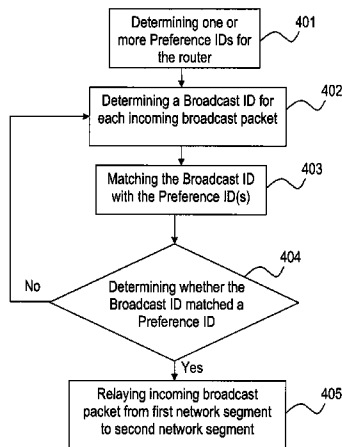 Determining one or
more Preference IDs for
the router
401
Determining a Broadcast ID for
each incoming broadcast packet
402
Matching the Broadcast ID
with the Preference ID(s)
403
404
Determining whether the
Broadcast ID matched a
Preference ID
No
Yes
Relaying incoming broadcast
packet from first network segment
to second network segment
405